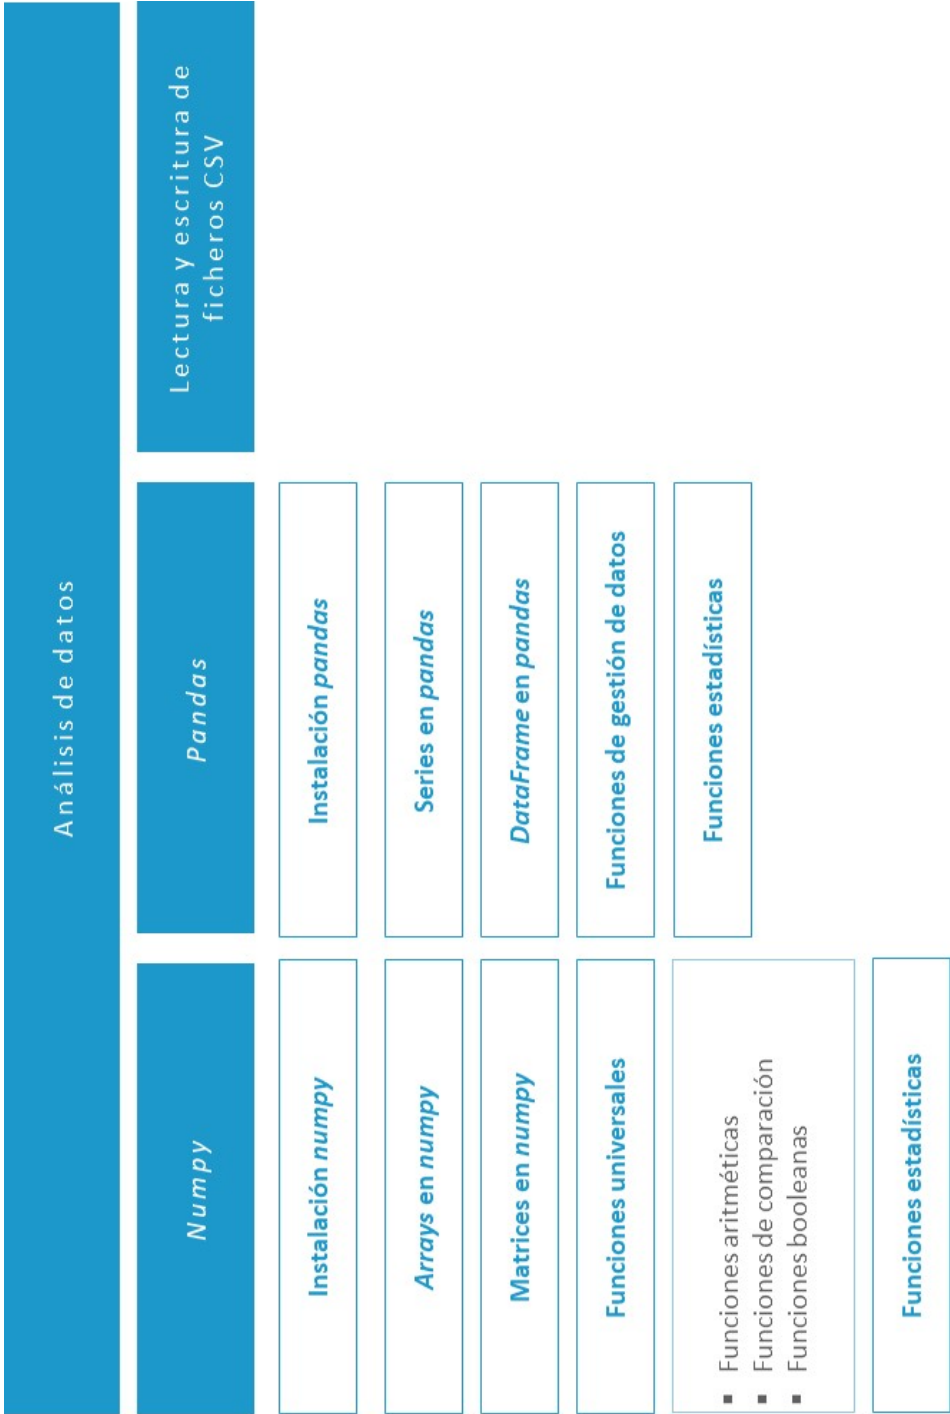 Análisis de datos
Numpy
Instalación numpy
Arrays en numpy
Matrices en numpy
Funciones universales
▪ Funciones aritméticas
▪ Funciones de comparación
▪ Funciones booleanas
Funciones estadísticas
Pandas
Instalación pandas
Series en pandas
DataFrame en pandas
Funciones de gestión de datos
Funciones estadísticas
Lectura y escritura de
ficheros CSV